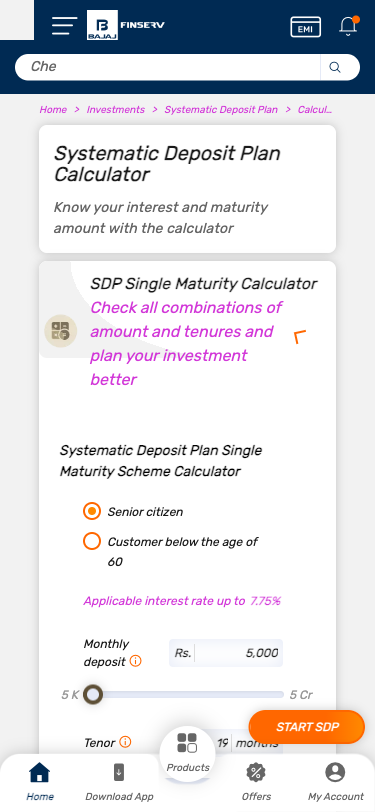 BAJAJ FINSERV
EMI
Che
Home > Investments > Systematic Deposit Plan > Calcul...
Systematic Deposit Plan
Calculator
Know your interest and maturity
amount with the calculator
SDP Single Maturity Calculator
Check all combinations of
amount and tenures and
plan your investment
better
Systematic Deposit Plan Single
Maturity Scheme Calculator
Senior citizen
Customer below the age of
60
Applicable interest rate up to 7.75%
Monthly
deposit
Rs. 5,000
5 K 5 Cr
START SDP
Tenor 19 months
Products
Home Download App Offers My Account